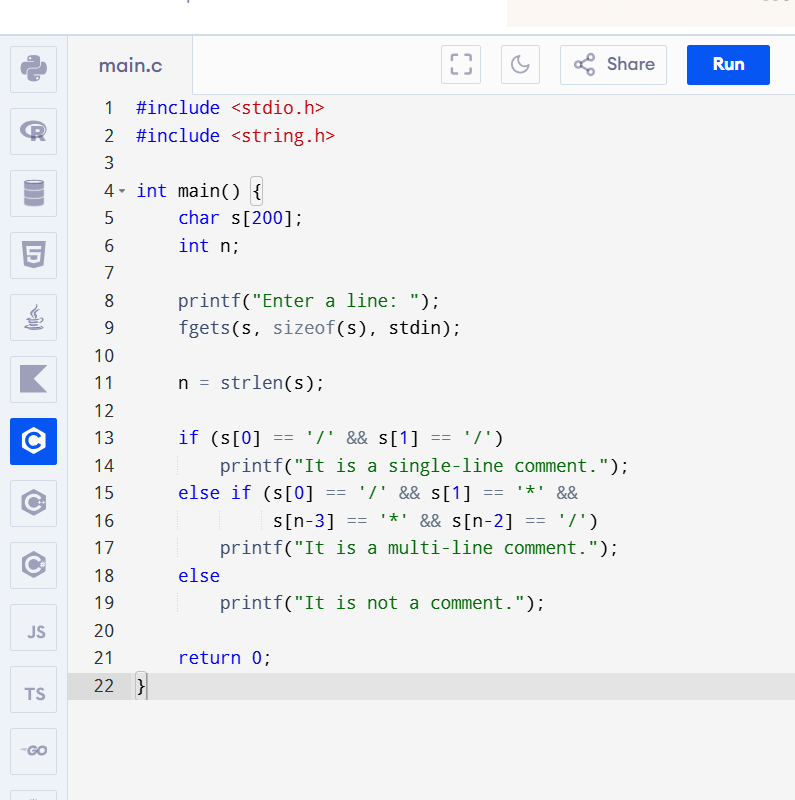 main.c
Share
Run
1 #include <stdio.h>
2 #include <string.h>
3
4 int main() {
5     char s[200];
6     int n;
7
8     printf("Enter a line: ");
9     fgets(s, sizeof(s), stdin);
10
11     n = strlen(s);
12
13     if (s[0] == '/' && s[1] == '/')
14         printf("It is a single-line comment.");
15     else if (s[0] == '/' && s[1] == '*' &&
16              s[n-3] == '*' && s[n-2] == '/')
17         printf("It is a multi-line comment.");
18     else
19         printf("It is not a comment.");
20
21     return 0;
22 }
R
5
C
C
C
JS
TS
GO